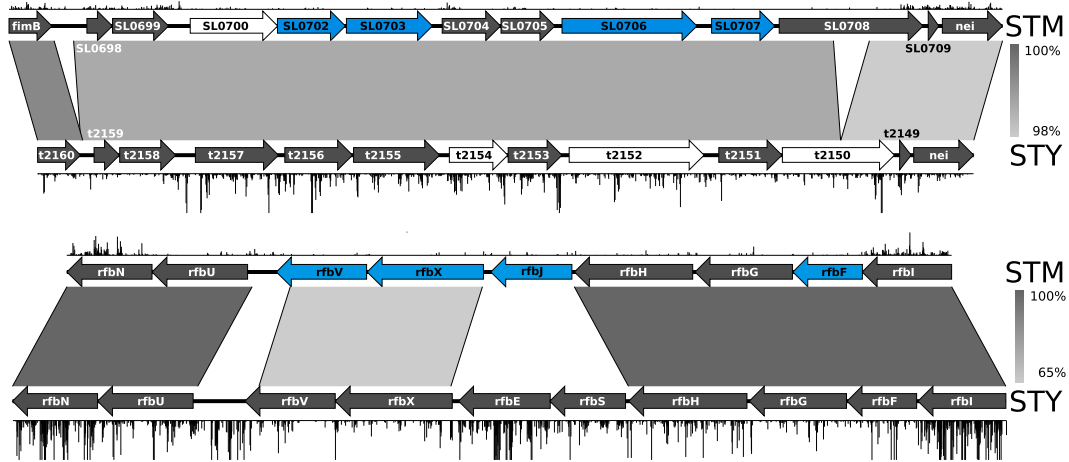 fimB SL0699 SL0700 SL0702 SL0703 SL0704 SL0705 SL0706 SL0707 SL0708 nei STM
SL0698 SL0709 100%
t2159 t2149 98%
t2160 t2158 t2157 t2156 t2155 t2154 t2153 t2152 t2151 t2150 nei STY
rfbN rfbU rfbV rfbX rfbJ rfbH rfbG rfbF rfbI STM
100%
65%
rfbN rfbU rfbV rfbX rfbE rfbS rfbH rfbG rfbF rfbI STY